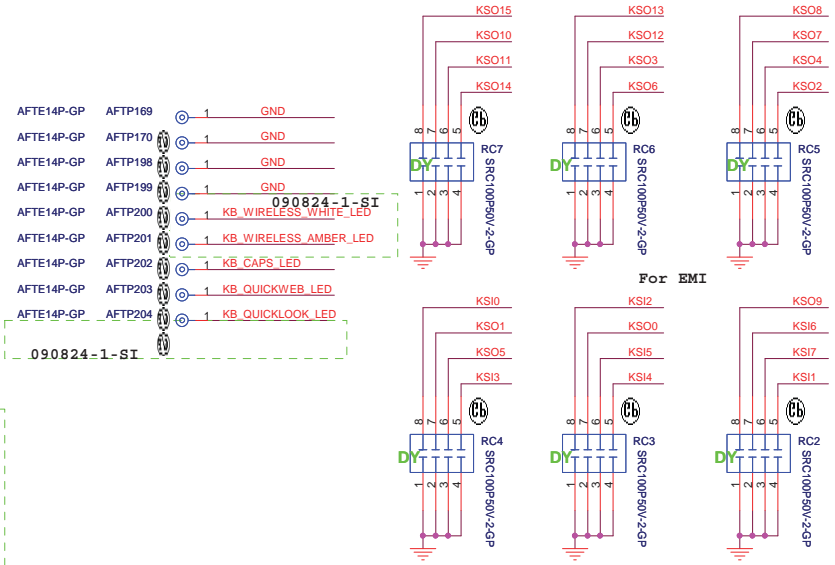 AFTE14P-GP AFTP169 1 GND
AFTE14P-GP AFTP170 1 GND
AFTE14P-GP AFTP198 1 GND
AFTE14P-GP AFTP199 1 GND
090824-1-SI
AFTE14P-GP AFTP200 1 KB_WIRELESS_WHITE_LED
AFTE14P-GP AFTP201 1 KB_WIRELESS_AMBER_LED
AFTE14P-GP AFTP202 1 KB_CAPS_LED
AFTE14P-GP AFTP203 1 KB_QUICKWEB_LED
AFTE14P-GP AFTP204 1 KB_QUICKLOOK_LED
090824-1-SI
KSO15
KSO10
KSO11
KSO14
8 7 6 5
DY
RC7
SRC100P50V-2-GP
1 2 3 4
KSO13
KSO12
KSO3
KSO6
8 7 6 5
DY
RC6
SRC100P50V-2-GP
1 2 3 4
KSO8
KSO7
KSO4
KSO2
8 7 6 5
DY
RC5
SRC100P50V-2-GP
1 2 3 4
For EMI
KSI0
KSO1
KSO5
KSI3
8 7 6 5
DY
RC4
SRC100P50V-2-GP
1 2 3 4
KSI2
KSO0
KSI5
KSI4
8 7 6 5
DY
RC3
SRC100P50V-2-GP
1 2 3 4
KSO9
KSI6
KSI7
KSI1
8 7 6 5
DY
RC2
SRC100P50V-2-GP
1 2 3 4